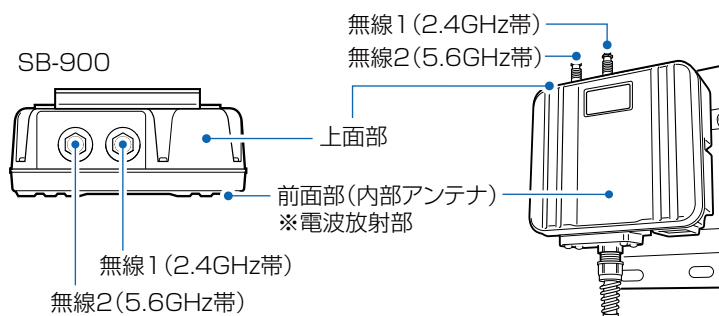 無線1(2.4GHz帯)
無線2(5.6GHz帯)
SB-900
上面部
前面部(内部アンテナ)
※電波放射部
無線1(2.4GHz帯)
無線2(5.6GHz帯)